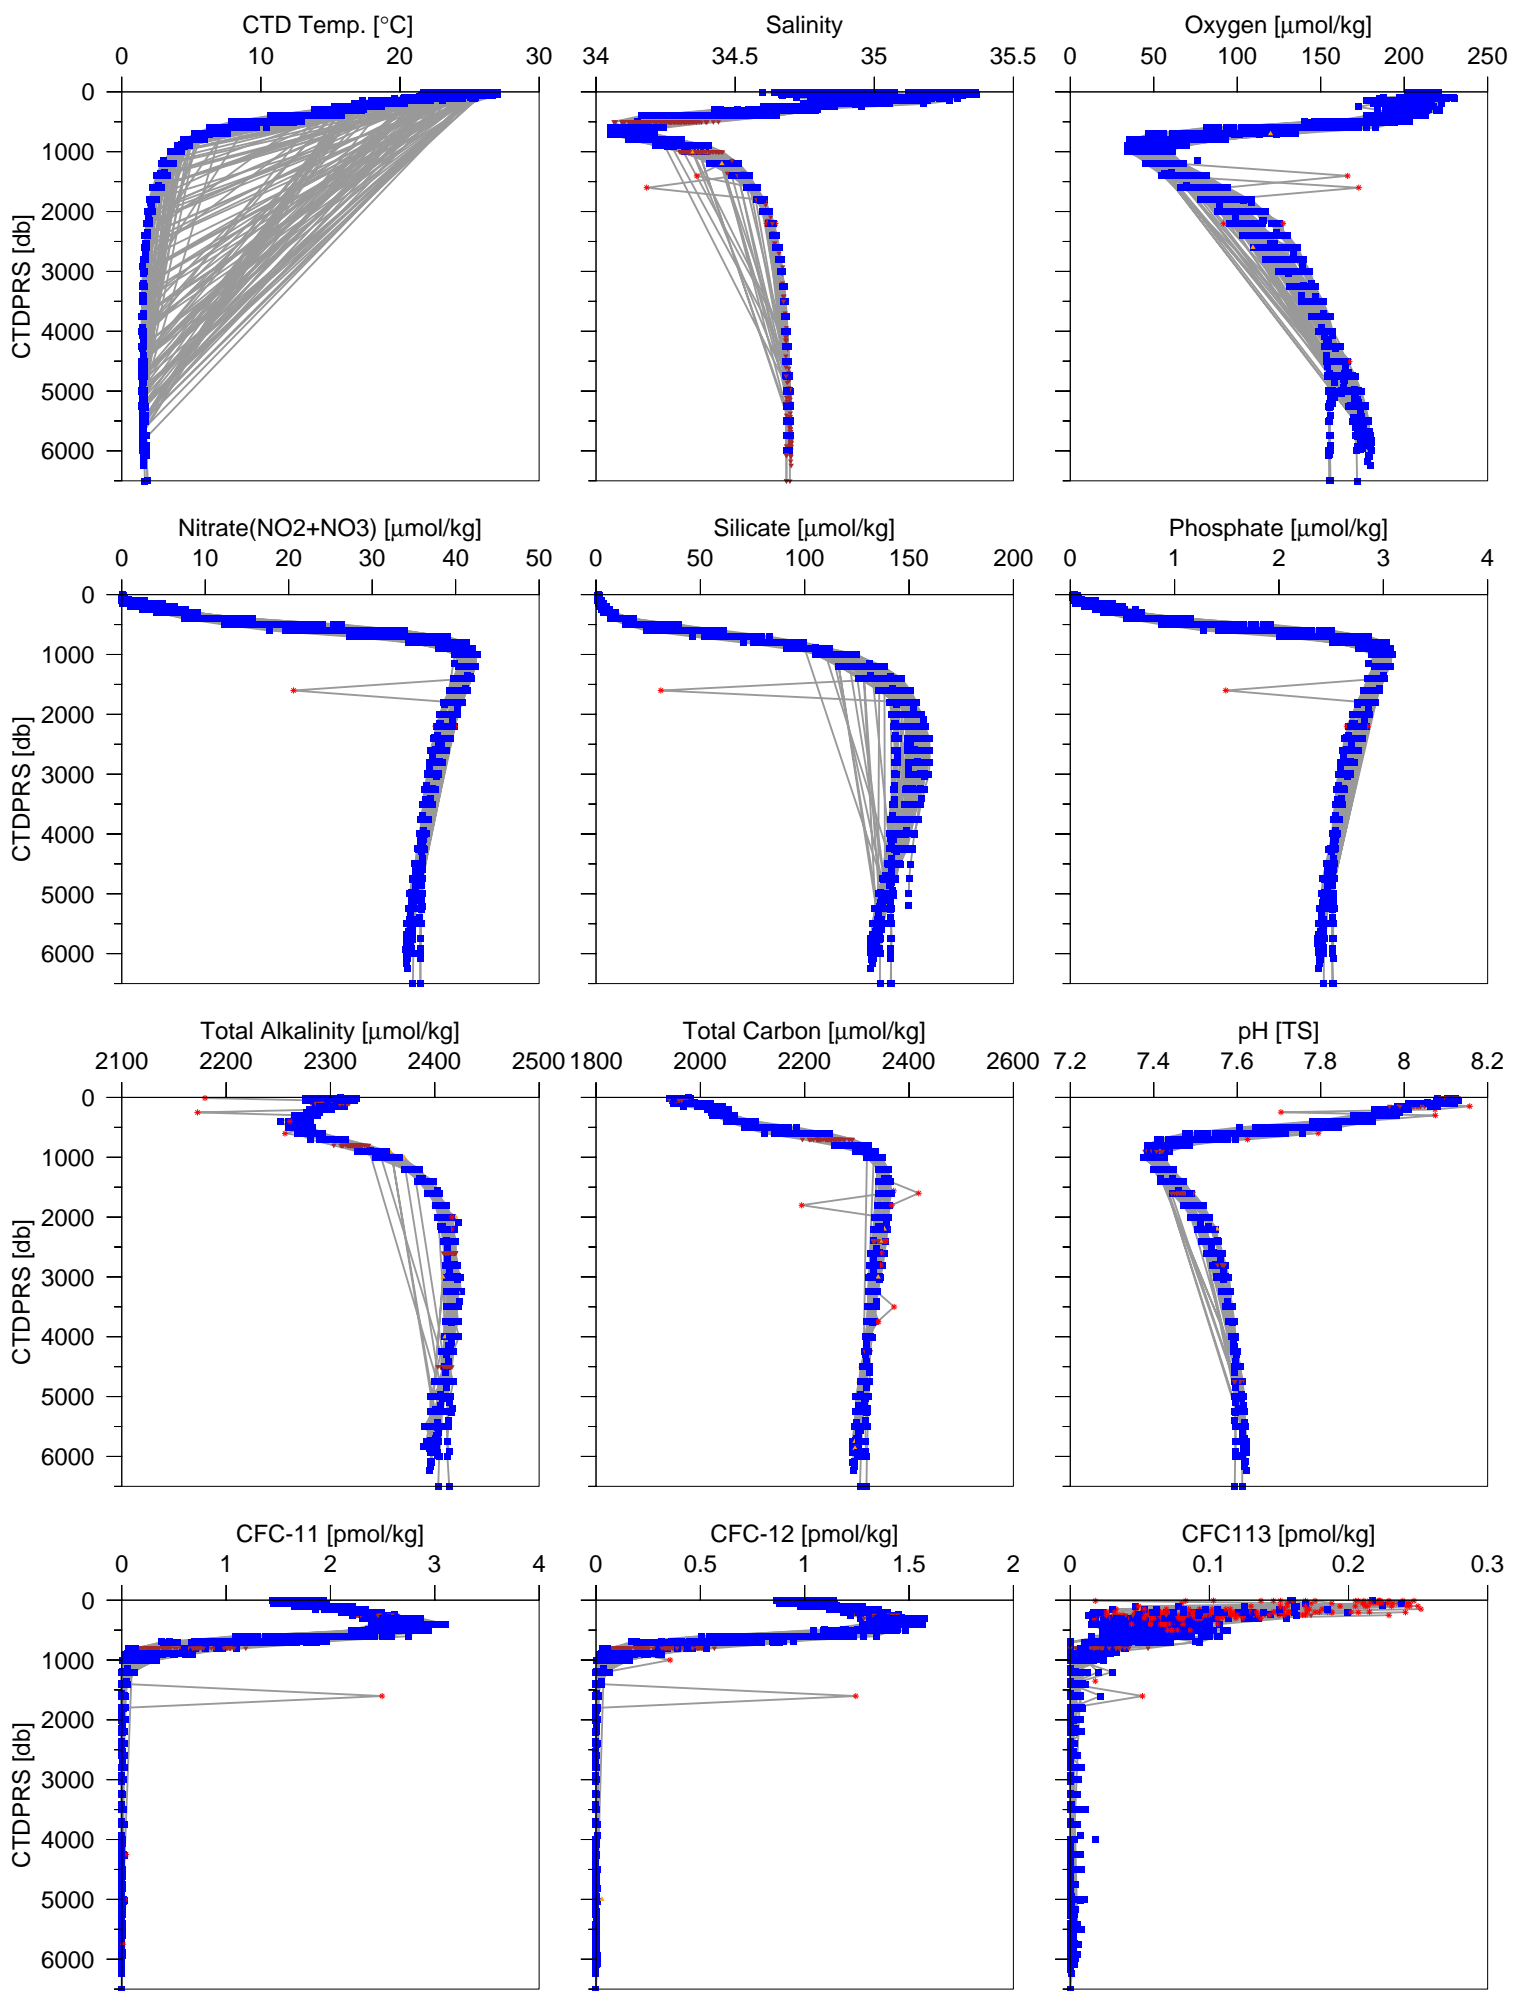 CTD Temp. [°C] Salinity Oxygen [μmol/kg]
0 10 20 30 34 34.5 35 35.5 0 50 100 150 200 250
0
1000
2000
3000
4000
5000
6000
CTDPRS [db]
Nitrate(NO2+NO3) [μmol/kg] Silicate [μmol/kg] Phosphate [μmol/kg]
0 10 20 30 40 50 0 50 100 150 200 0 1 2 3 4
0
1000
2000
3000
4000
5000
6000
CTDPRS [db]
Total Alkalinity [μmol/kg] Total Carbon [μmol/kg] pH [TS]
2100 2200 2300 2400 2500 1800 2000 2200 2400 2600 7.2 7.4 7.6 7.8 8 8.2
0
1000
2000
3000
4000
5000
6000
CTDPRS [db]
CFC-11 [pmol/kg] CFC-12 [pmol/kg] CFC113 [pmol/kg]
0 1 2 3 4 0 0.5 1 1.5 2 0 0.1 0.2 0.3
0
1000
2000
3000
4000
5000
6000
CTDPRS [db]